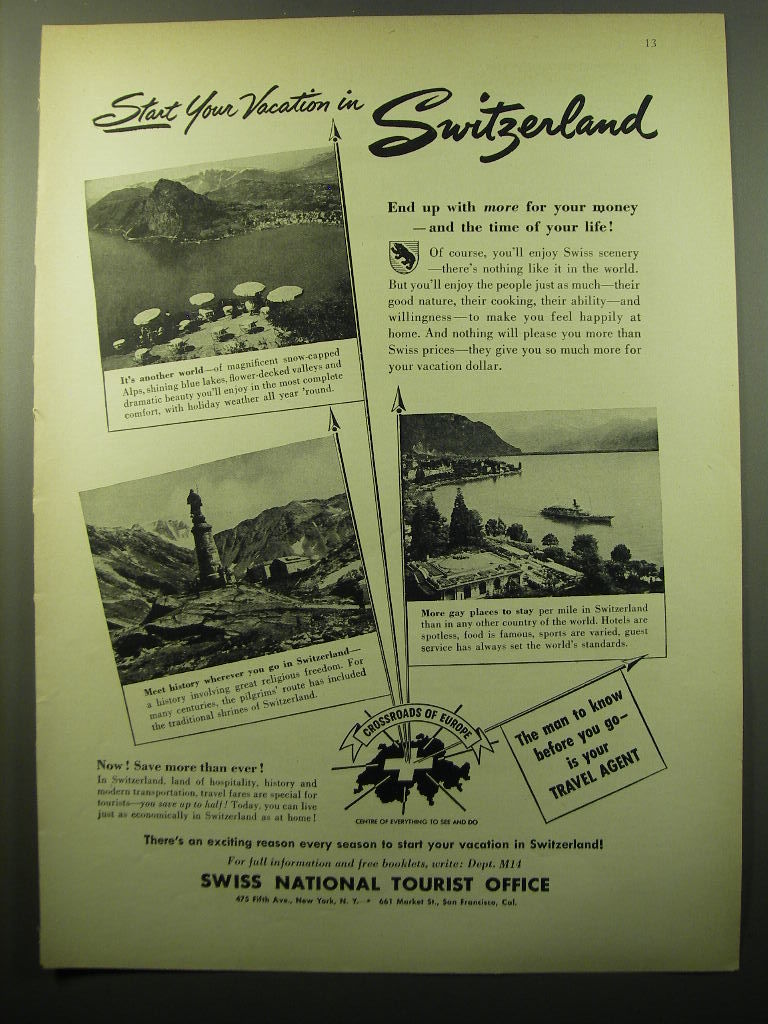 13
Start Your Vacation in
Switzerland
End up with more for your money
—and the time of your life!
Of course, you'll enjoy Swiss scenery
—there's nothing like it in the world.
But you'll enjoy the people just as much—their
good nature, their cooking, their ability—and
willingness—to make you feel happily at
home. And nothing will please you more than
Swiss prices—they give you so much more for
your vacation dollar.
It's another world—of magnificent snow-capped
Alps, shining blue lakes, flower-decked valleys and
dramatic beauty you'll enjoy in the most complete
comfort, with holiday weather all year 'round.
More gay places to stay per mile in Switzerland
than in any other country of the world. Hotels are
spotless, food is famous, sports are varied, guest
service has always set the world's standards.
Meet history wherever you go in Switzerland—
a history involving great religious freedom. For
many centuries, the pilgrims' route has included
the traditional shrines of Switzerland.
CROSSROADS OF EUROPE
CENTRE OF EVERYTHING TO SEE AND DO
The man to know
before you go—
is your
TRAVEL AGENT
Now! Save more than ever!
In Switzerland, land of hospitality, history and
modern transportation, travel fares are special for
tourists—you save up to half! Today, you can live
just as economically in Switzerland as at home!
There's an exciting reason every season to start your vacation in Switzerland!
For full information and free booklets, write: Dept. M14
SWISS NATIONAL TOURIST OFFICE
475 Fifth Ave., New York, N. Y. • 661 Market St., San Francisco, Cal.